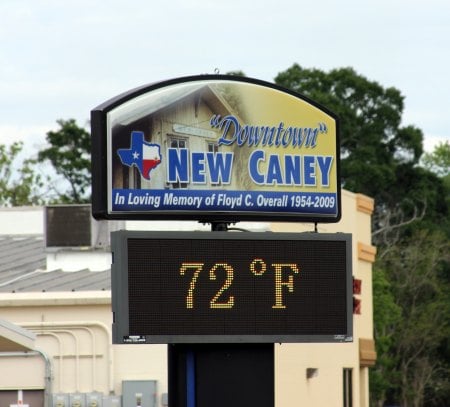 "Downtown"
NEW CANEY
In Loving Memory of Floyd C. Overall 1954-2009
72°F